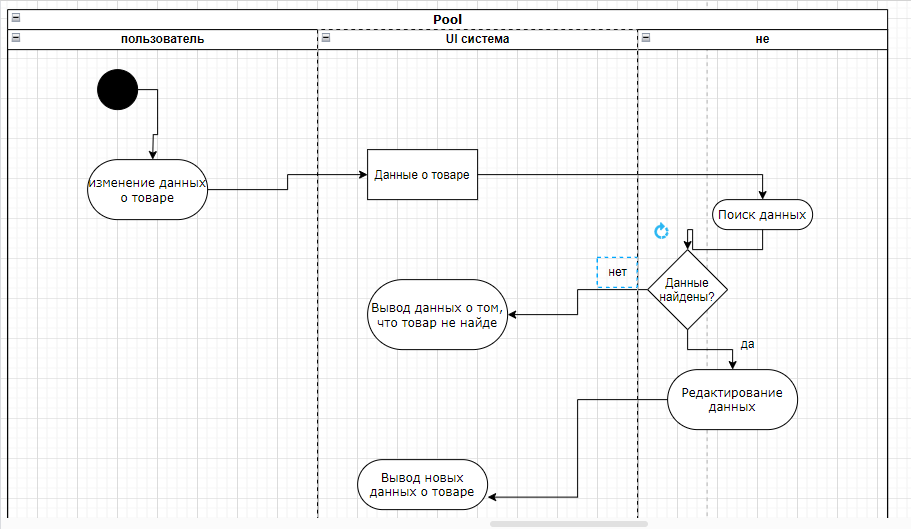 Pool
пользователь
UI система
не
изменение данных
о товаре
Данные о товаре
Поиск данных
нет
Данные
найдены?
Вывод данных о том,
что товар не найде
да
Редактирование
данных
Вывод новых
данных о товаре